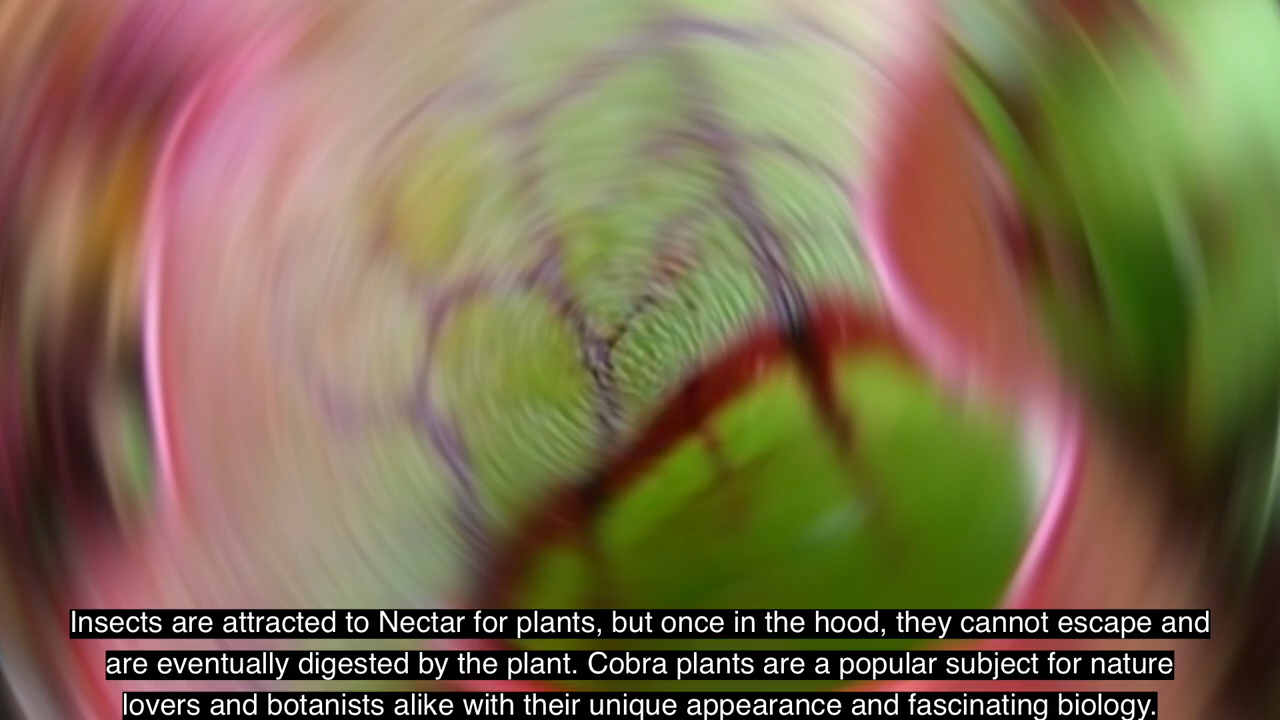 Insects are attracted to Nectar for plants, but once in the hood, they cannot escape and
are eventually digested by the plant. Cobra plants are a popular subject for nature
lovers and botanists alike with their unique appearance and fascinating biology.